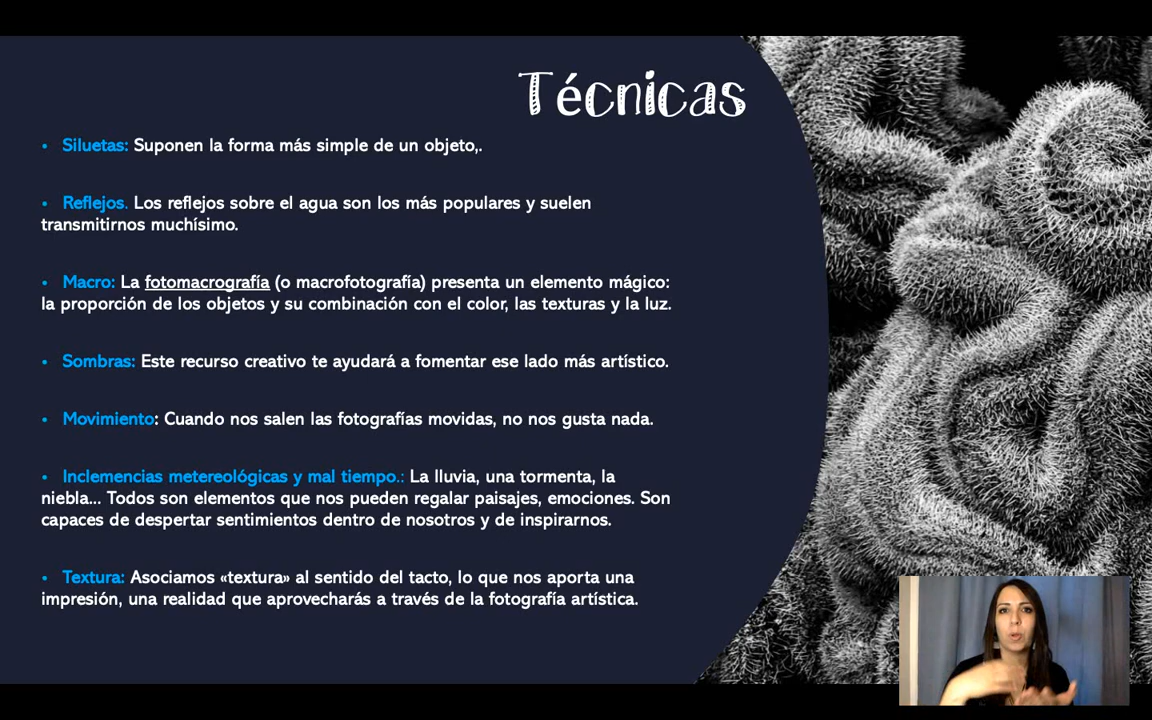 Técnicas
• Siluetas: Suponen la forma más simple de un objeto,.
• Reflejos. Los reflejos sobre el agua son los más populares y suelen
transmitirnos muchísimo.
• Macro: La fotomacrografía (o macrofotografía) presenta un elemento mágico:
la proporción de los objetos y su combinación con el color, las texturas y la luz.
• Sombras: Este recurso creativo te ayudará a fomentar ese lado más artístico.
• Movimiento: Cuando nos salen las fotografías movidas, no nos gusta nada.
• Inclemencias metereológicas y mal tiempo.: La lluvia, una tormenta, la
niebla... Todos son elementos que nos pueden regalar paisajes, emociones. Son
capaces de despertar sentimientos dentro de nosotros y de inspirarnos.
• Textura: Asociamos «textura» al sentido del tacto, lo que nos aporta una
impresión, una realidad que aprovecharás a través de la fotografía artística.